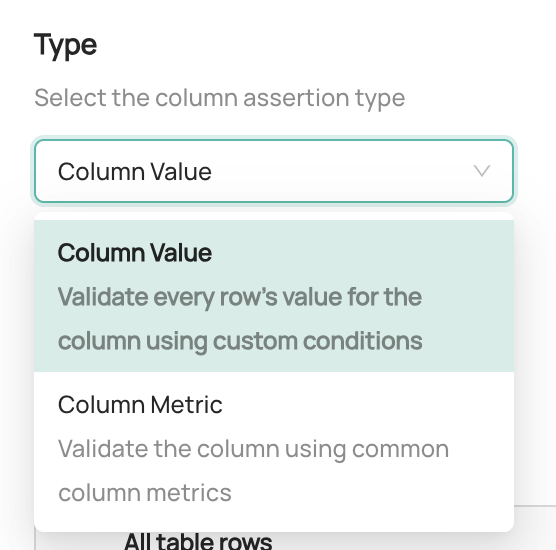 Type
Select the column assertion type
Column Value
Column Value
Validate every row's value for the
column using custom conditions
Column Metric
Validate the column using common
column metrics
All table rows